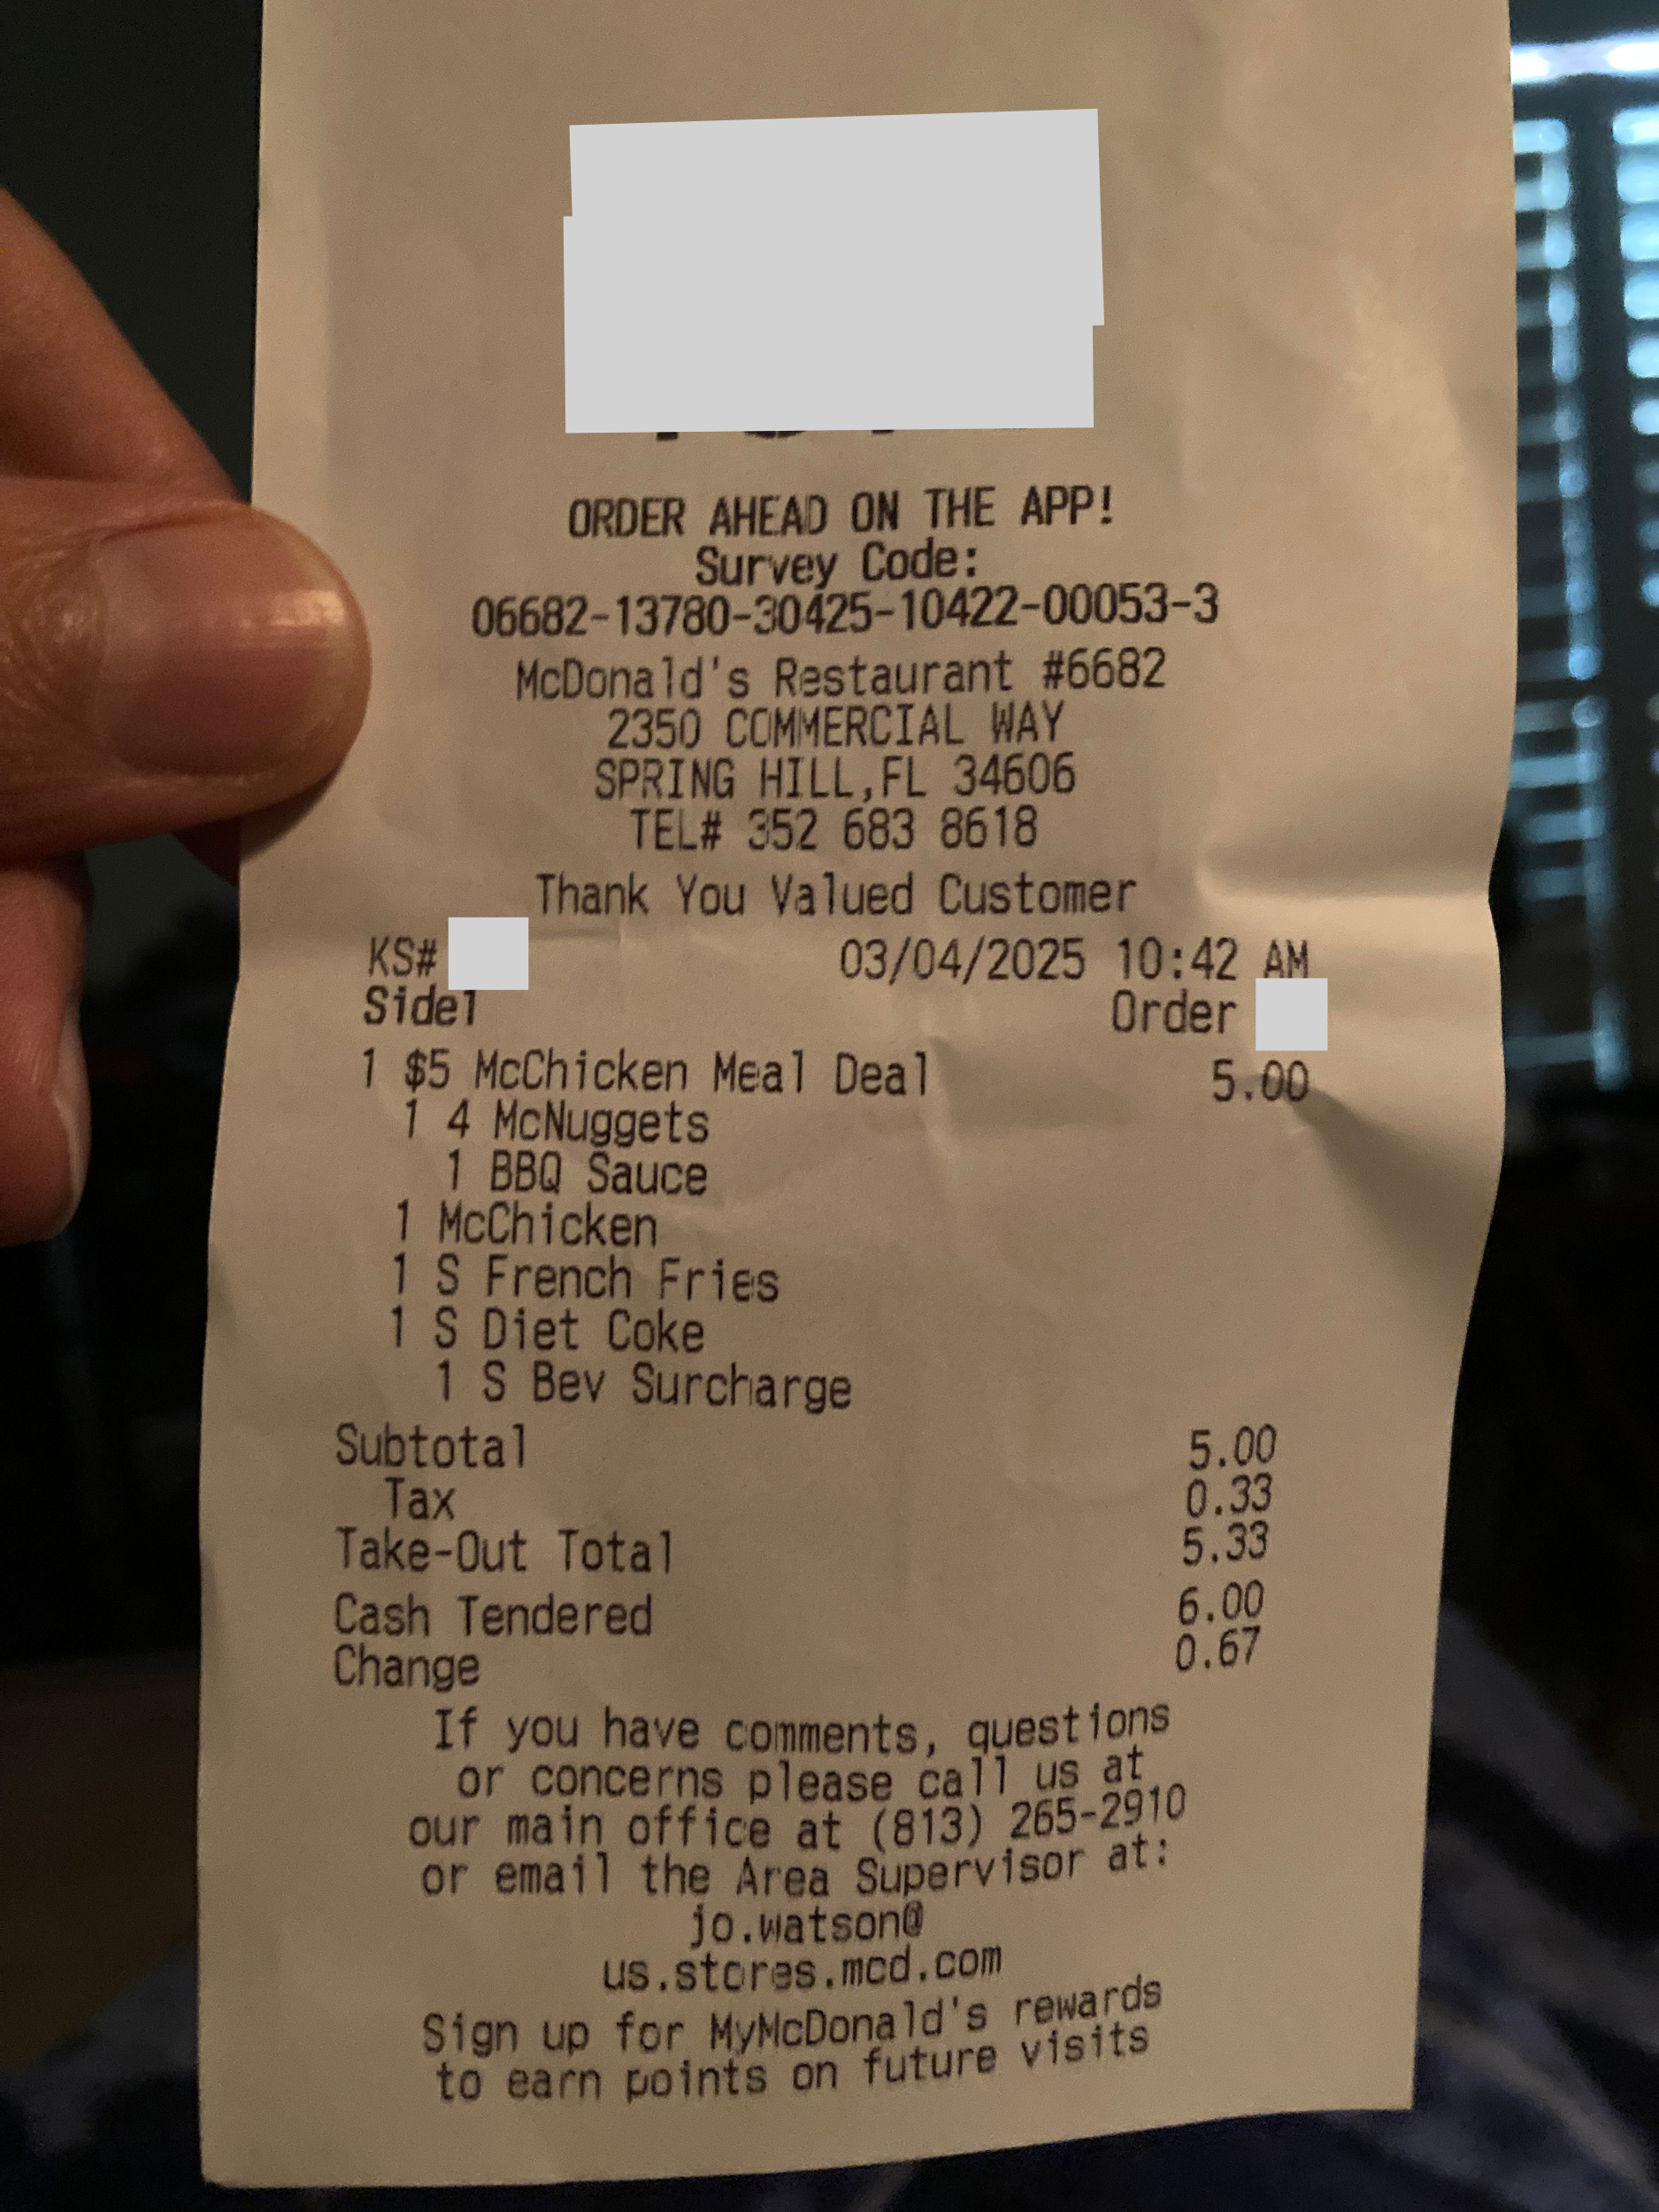 ORDER AHEAD ON THE APP!
Survey Code:
06682-13780-30425-10422-00053-3
McDonald's Restaurant #6682
2350 COMMERCIAL WAY
SPRING HILL,FL 34606
TEL# 352 683 8618
Thank You Valued Customer
KS# 03/04/2025 10:42 AM
Side1 Order
1 $5 McChicken Meal Deal 5.00
1 4 McNuggets
1 BBQ Sauce
1 McChicken
1 S French Fries
1 S Diet Coke
1 S Bev Surcharge
Subtotal 5.00
Tax 0.33
Take-Out Total 5.33
Cash Tendered 6.00
Change 0.67
If you have comments, questions
or concerns please call us at
our main office at (813) 265-2910
or email the Area Supervisor at:
jo.watson@
us.stores.mcd.com
Sign up for MyMcDonald's rewards
to earn points on future visits